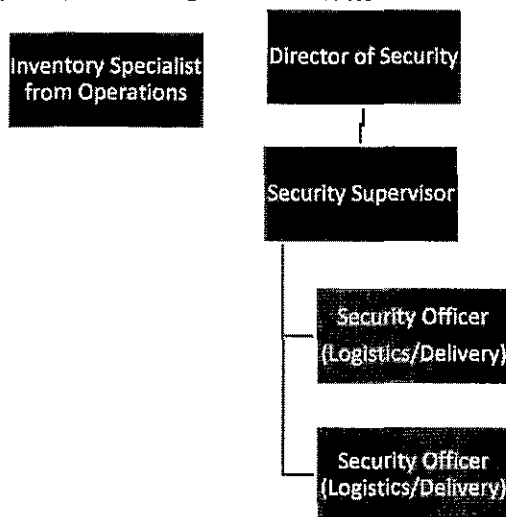 Inventory Specialist
from Operations
Director of Security
Security Supervisor
Security Officer
(Logistics/Delivery)
Security Officer
(Logistics/Delivery)